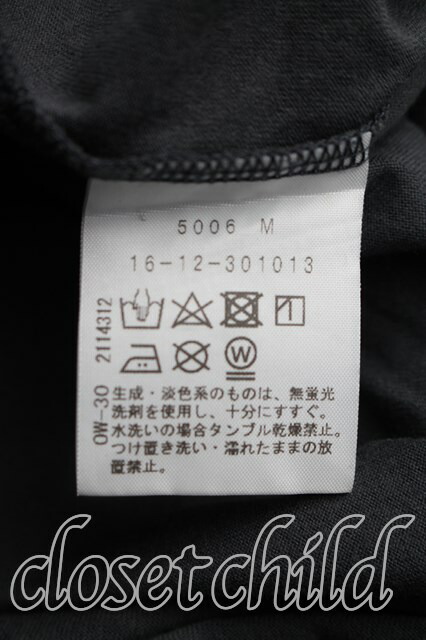 5006 M
16-12-301013
2114312
OW-30
生成・淡色系のものは、無蛍光
洗剤を使用し、十分にすすぐ。
水洗いの場合タンブル乾燥禁止。
つけ置き洗い・濡れたままの放
置禁止。
closet child